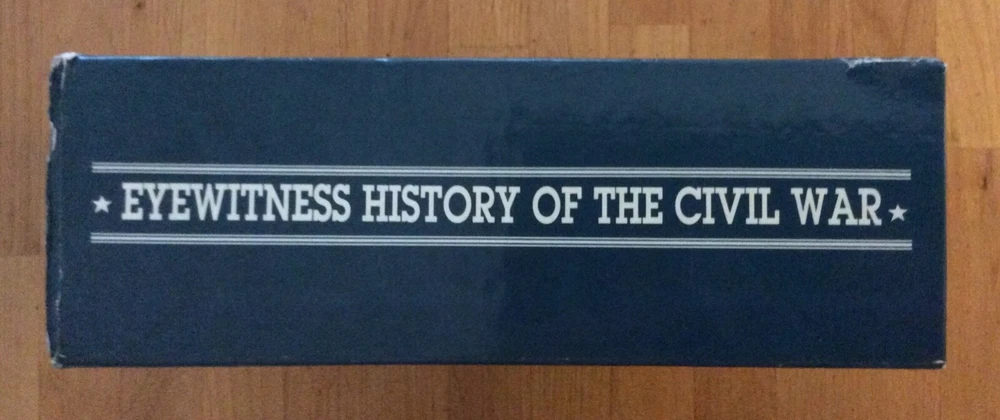 ★ EYEWITNESS HISTORY OF THE CIVIL WAR ★